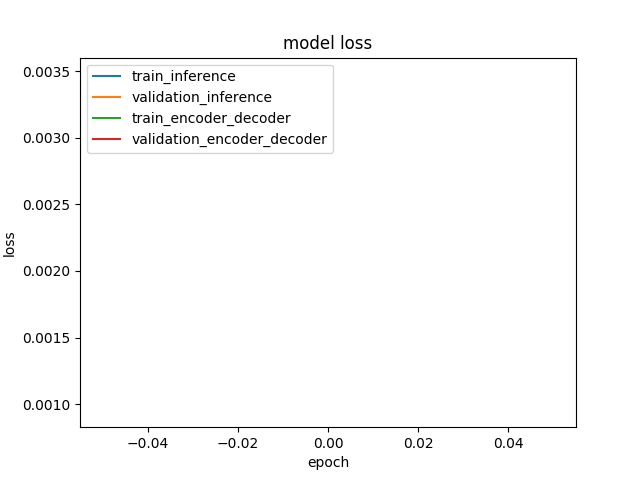 model loss
0.0035
0.0030
0.0025
0.0020
0.0015
0.0010
loss
train_inference
validation_inference
train_encoder_decoder
validation_encoder_decoder
−0.04 −0.02 0.00 0.02 0.04
epoch